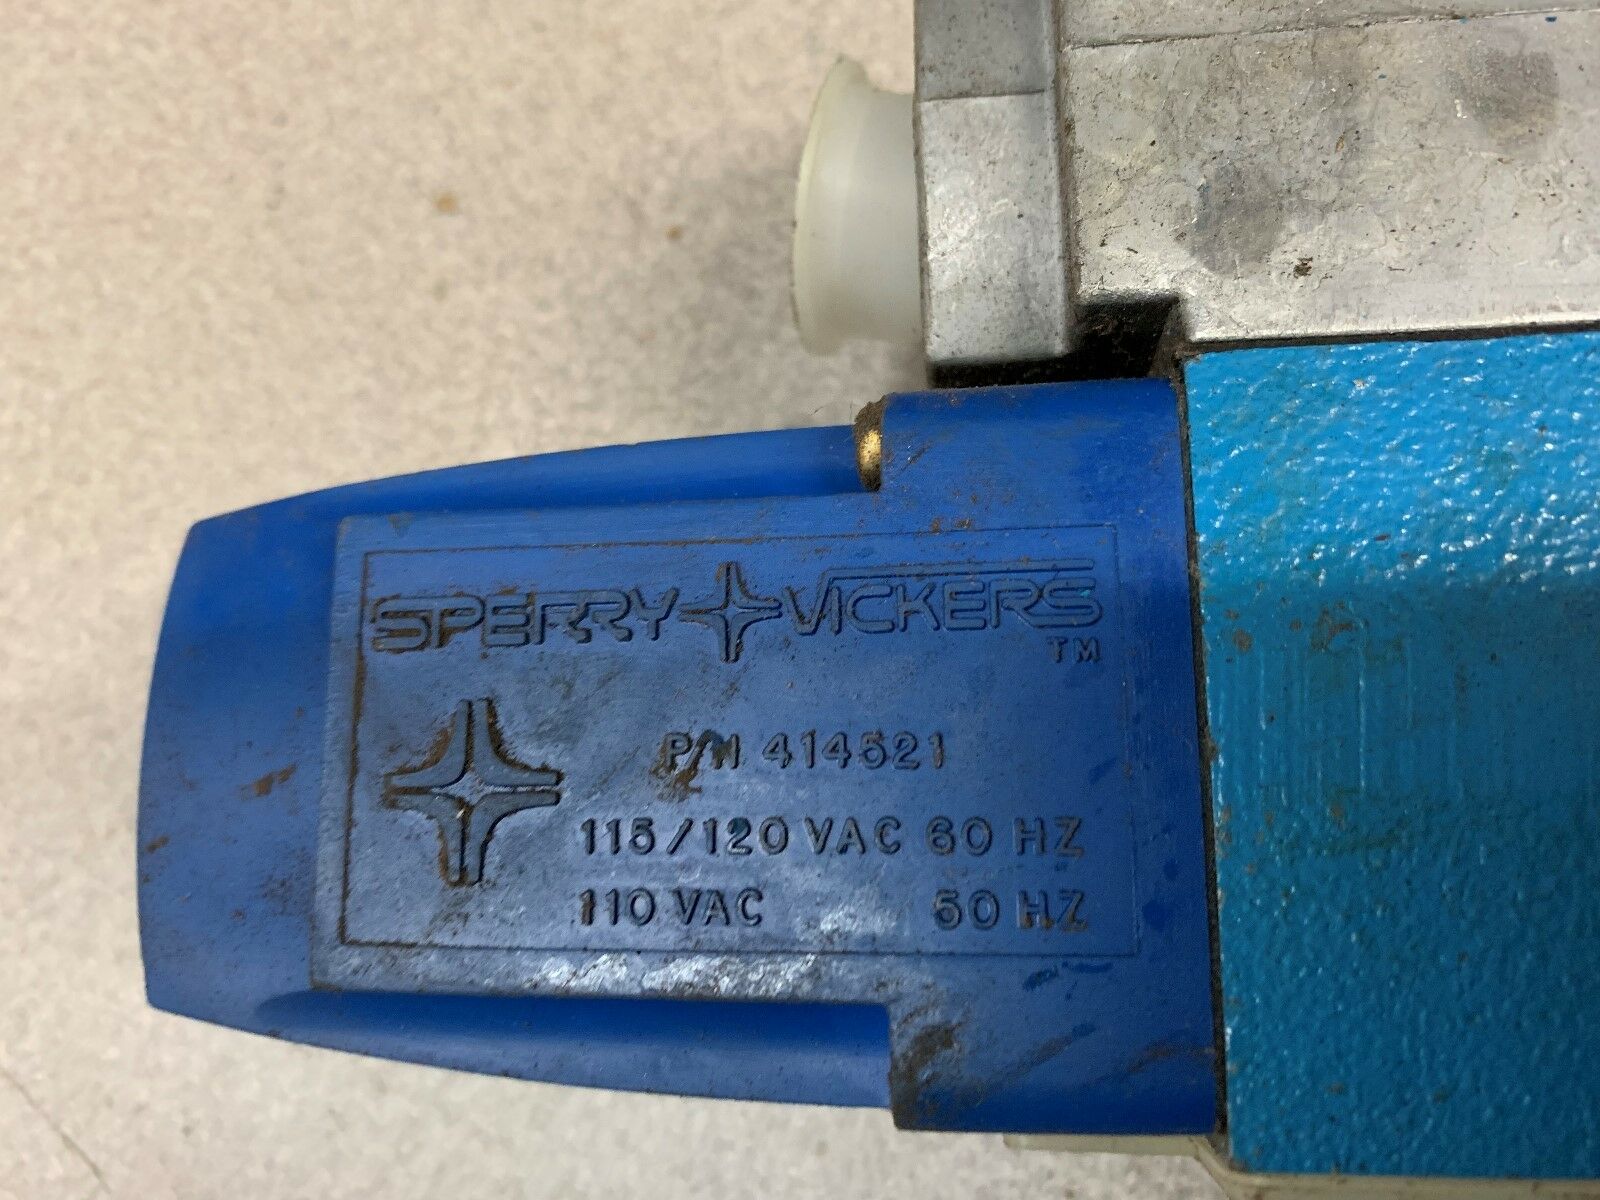 SPERRY VICKERS
TM
P/N 414521
115/120 VAC 60 HZ
110 VAC 50 HZ